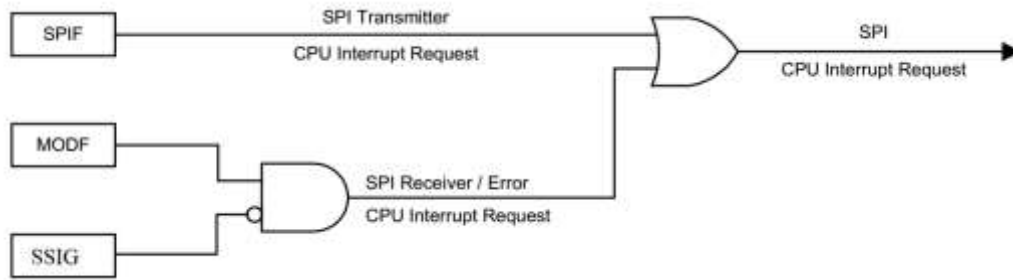 SPIF
SPI Transmitter
CPU Interrupt Request
SPI
CPU Interrupt Request
MODF
SPI Receiver / Error
CPU Interrupt Request
SSIG